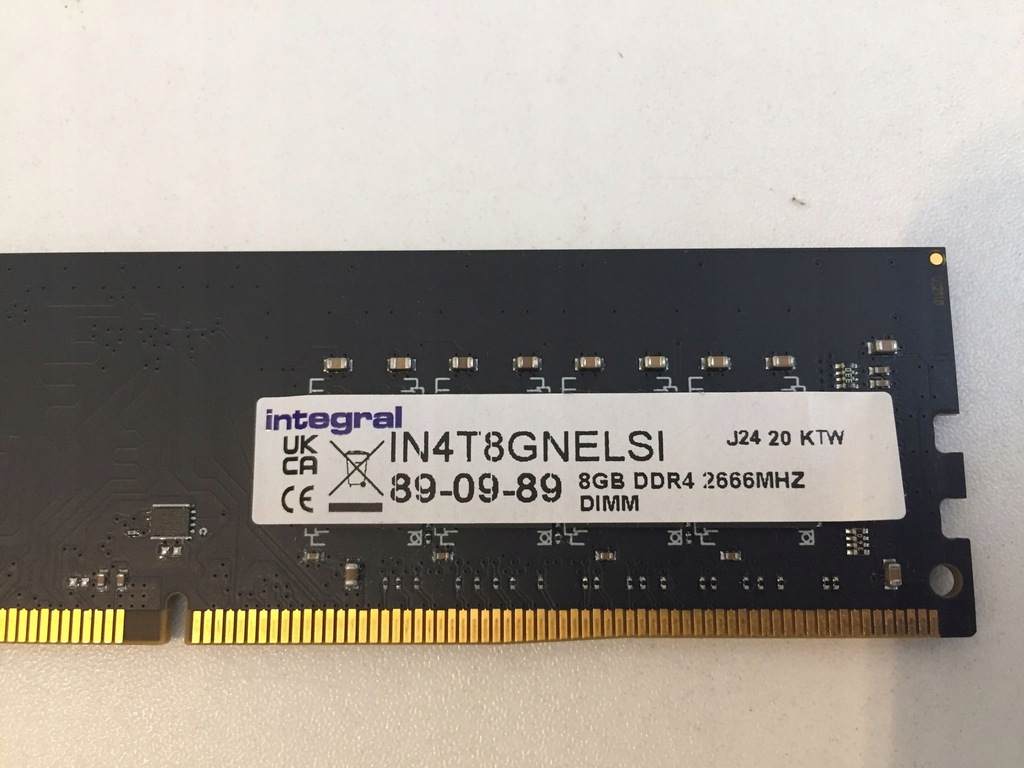 integral
UK
CA
IN4T8GNELSI
J24 20 KTW
CE
89-09-89
8GB DDR4 2666MHZ
DIMM